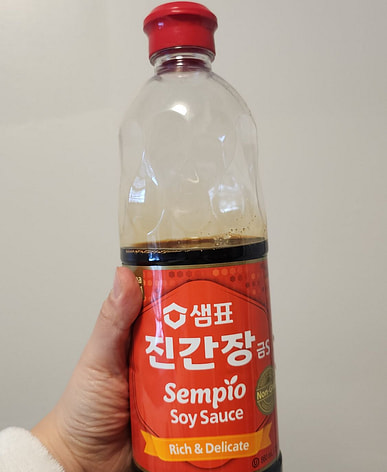 샘표
진간장 금S
Sempio
Soy Sauce
Rich & Delicate